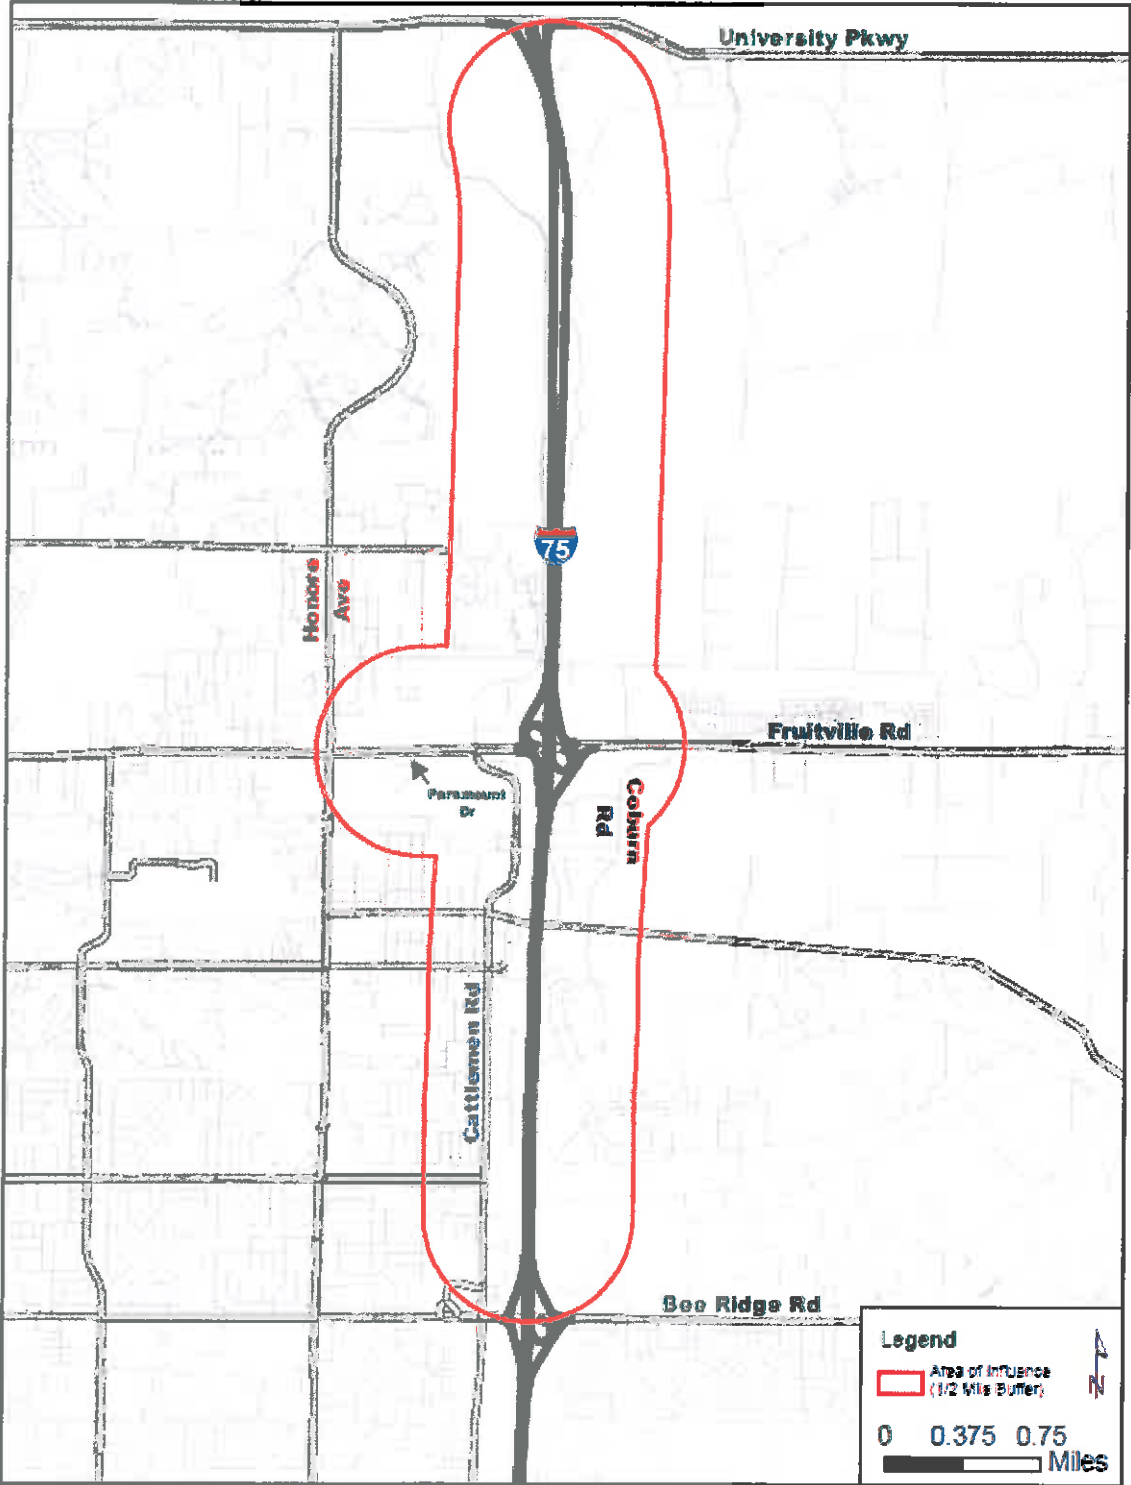 University Pkwy
75
Honore
Ave
Fruitville Rd
Paramount
Dr
Coburn
Rd
Cattlemen Rd
Bee Ridge Rd
Legend
Area of Influence
(1/2 Mile Buffer)
N
0 0.375 0.75
Miles